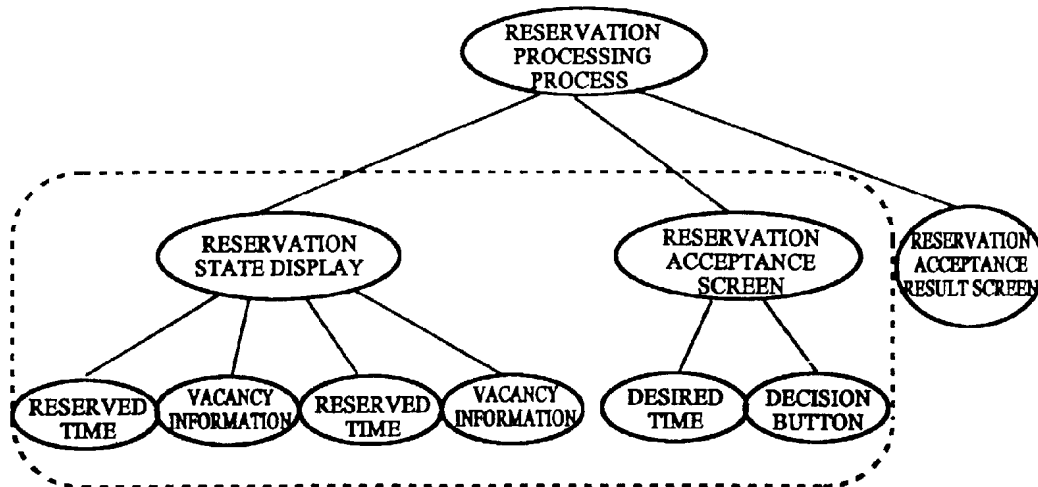 RESERVATION
PROCESSING
PROCESS
RESERVATION
STATE DISPLAY
RESERVATION
ACCEPTANCE
SCREEN
RESERVATION
ACCEPTANCE
RESULT SCREEN
RESERVED
TIME
VACANCY
INFORMATION
RESERVED
TIME
VACANCY
INFORMATION
DESIRED
TIME
DECISION
BUTTON